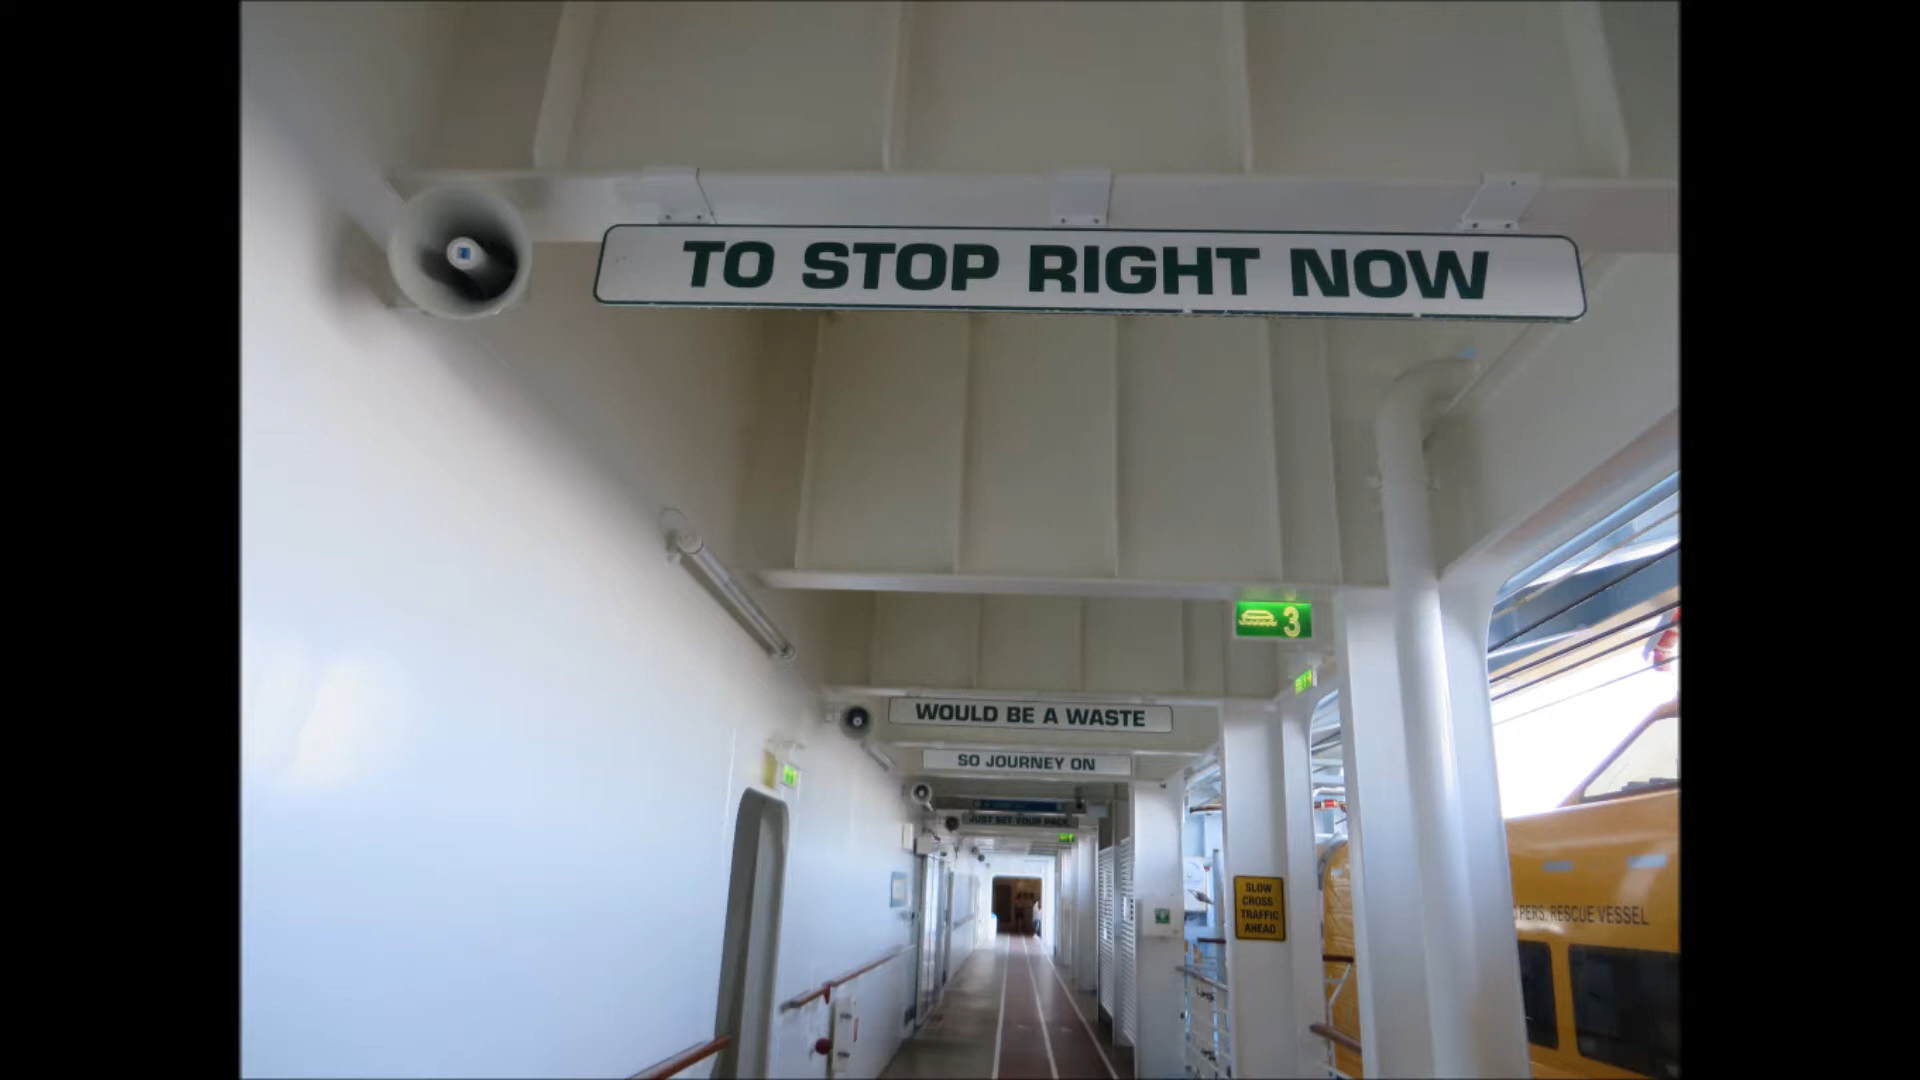 TO STOP RIGHT NOW
3
WOULD BE A WASTE
SO JOURNEY ON
JUST SET YOUR PACE
SLOW
CROSS
TRAFFIC
AHEAD
PERS. RESCUE VESSEL